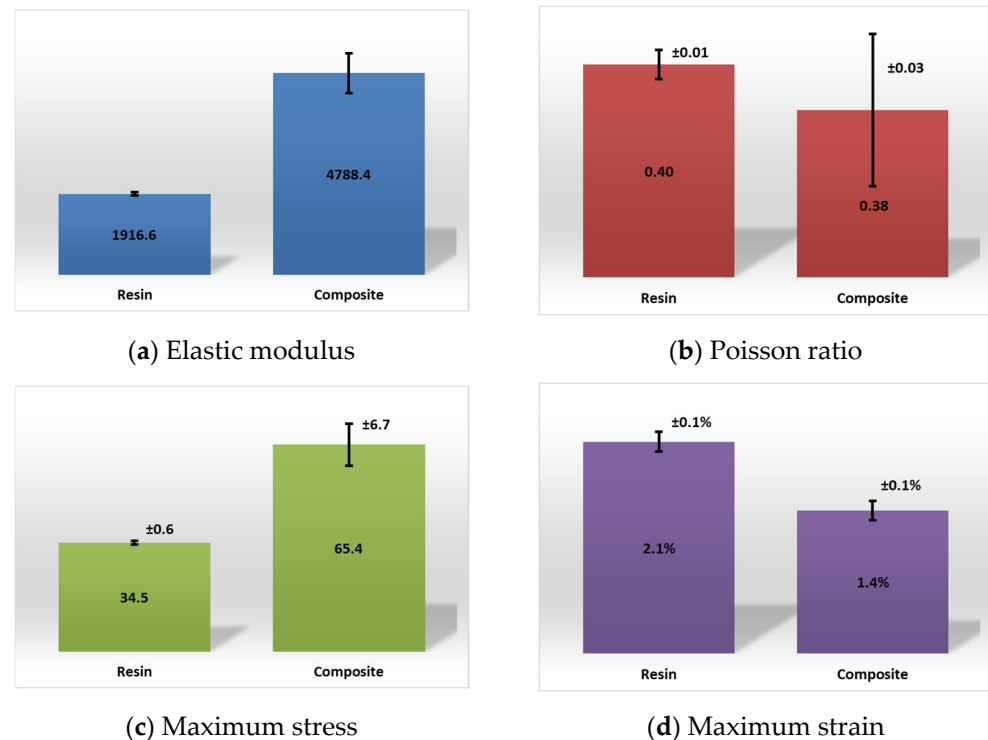 1916.6
4788.4
Resin
Composite
(a) Elastic modulus
±0.01
±0.03
0.40
0.38
Resin
Composite
(b) Poisson ratio
±0.6
±6.7
34.5
65.4
Resin
Composite
(c) Maximum stress
±0.1%
±0.1%
2.1%
1.4%
Resin
Composite
(d) Maximum strain